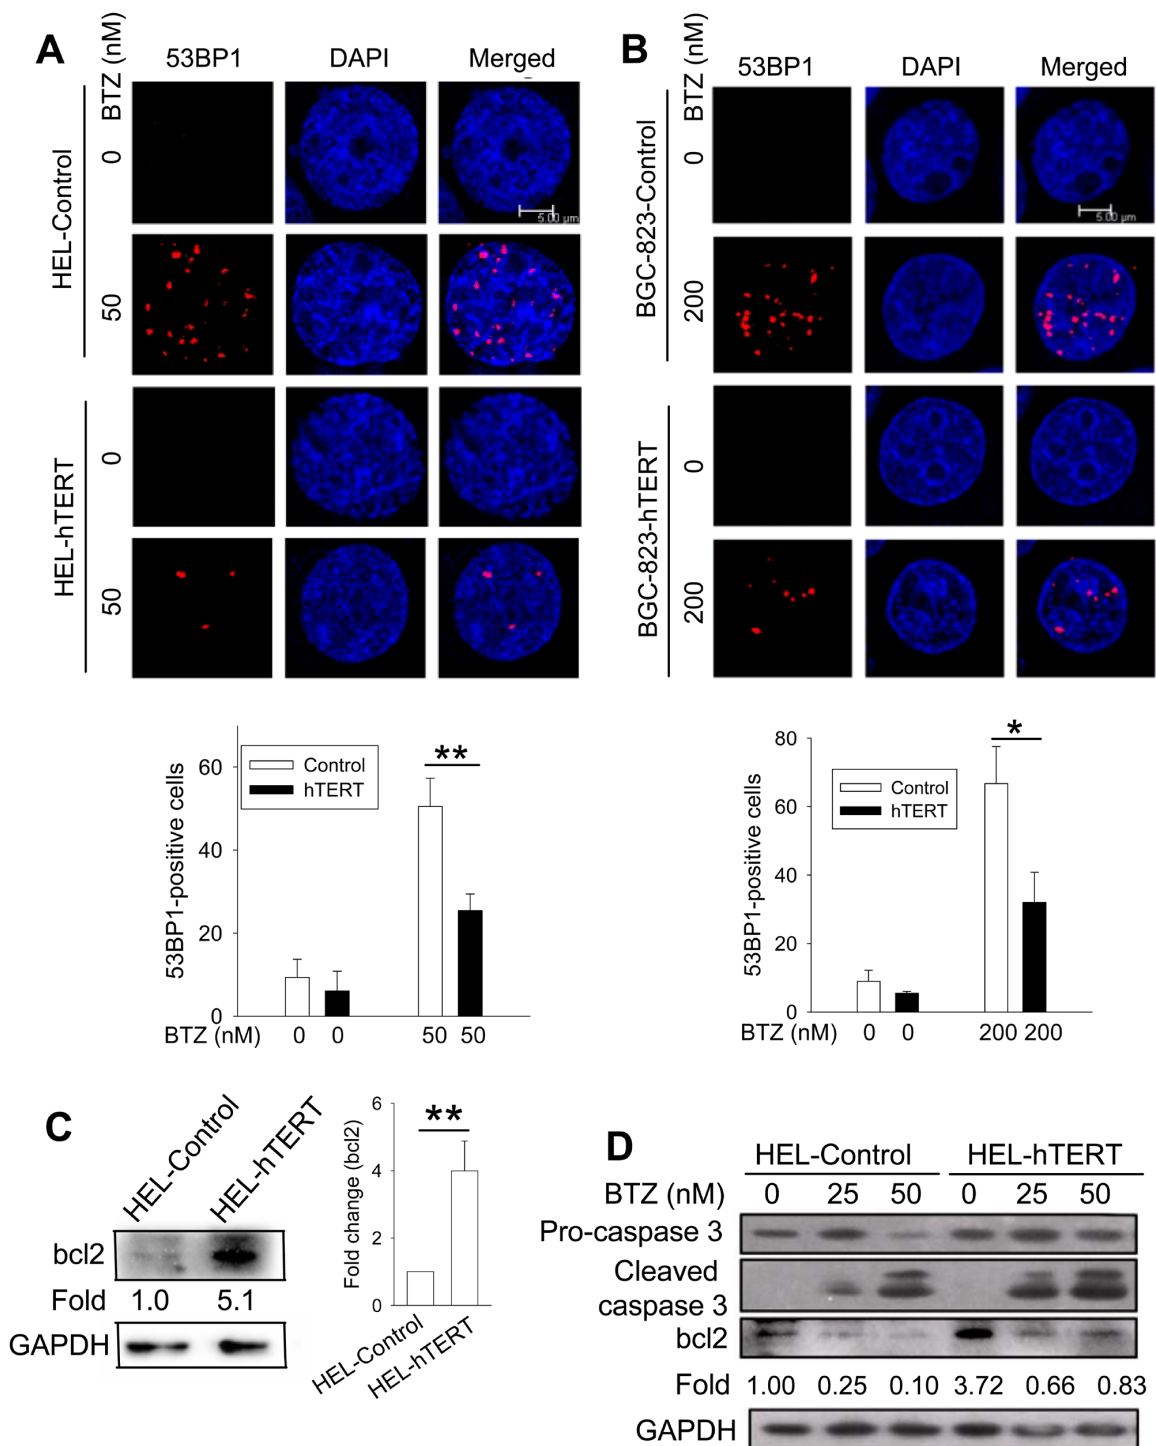 A
BTZ (nM)
53BP1 DAPI Merged
HEL-Control
0
5.00 µm
50
HEL-hTERT
0
50
60
40
20
0
53BP1-positive cells
Control
hTERT
**
BTZ (nM) 0 0 50 50
B
BTZ (nM)
53BP1 DAPI Merged
BGC-823-Control
0
5.00 µm
200
BGC-823-hTERT
0
200
80
60
40
20
0
53BP1-positive cells
Control
hTERT
*
BTZ (nM) 0 0 200 200
C
HEL-Control HEL-hTERT
bcl2
Fold 1.0 5.1
GAPDH
6
4
2
0
Fold change (bcl2)
**
HEL-Control
HEL-hTERT
D
HEL-Control HEL-hTERT
BTZ (nM) 0 25 50 0 25 50
Pro-caspase 3
Cleaved
caspase 3
bcl2
Fold 1.00 0.25 0.10 3.72 0.66 0.83
GAPDH